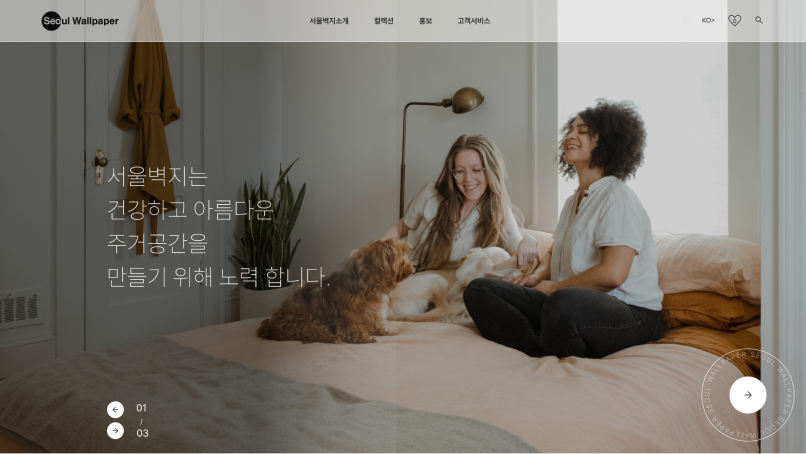 Seoul Wallpaper
서울벽지소개 컬렉션 홍보 고객서비스
KO>
0
서울벽지는
건강하고 아름다운
주거공간을
만들기 위해 노력 합니다.
01
/
03
SEOUL WALLPAPER SEOUL WALLPAPER SEOUL WALLPAPER